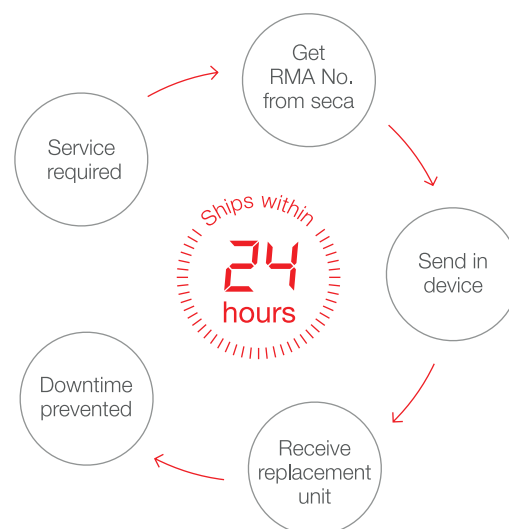 Get
RMA No.
from seca
Service
required
Send in
device
Ships within
24
hours
Downtime
prevented
Receive
replacement
unit